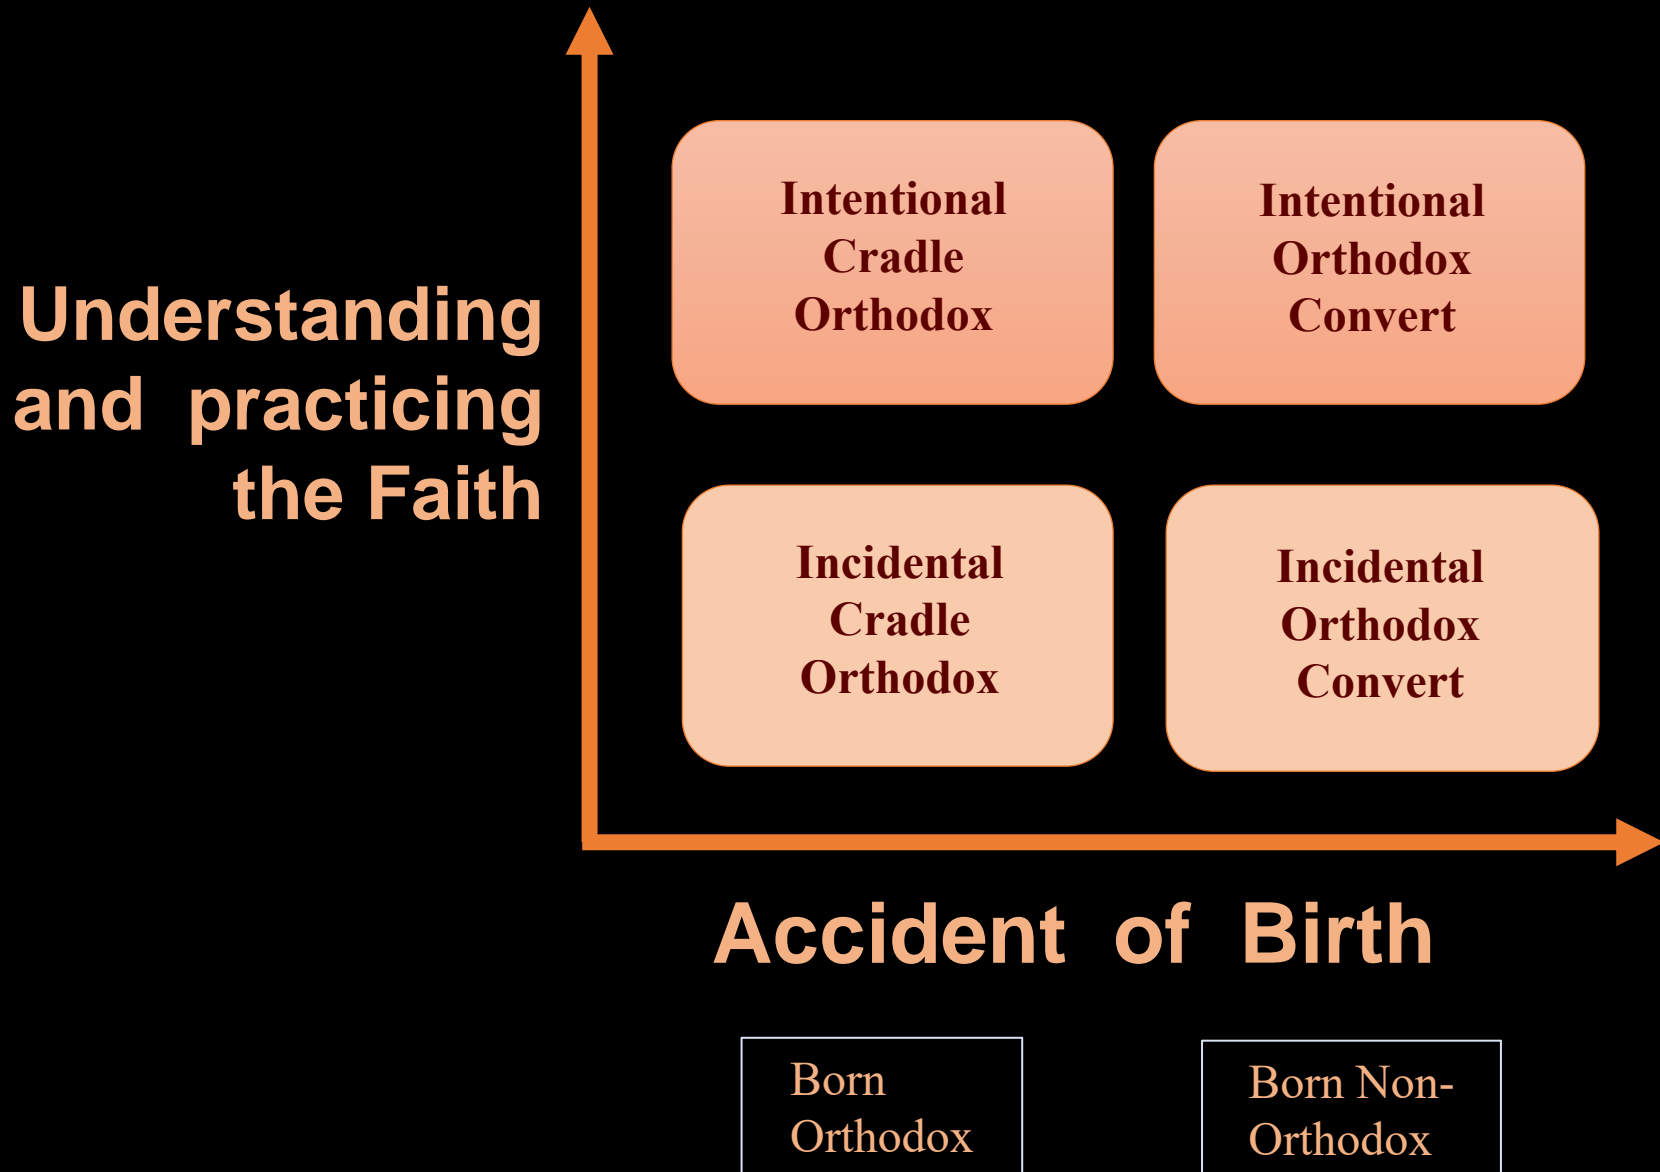 Understanding
and practicing
the Faith
Intentional
Cradle
Orthodox
Intentional
Orthodox
Convert
Incidental
Cradle
Orthodox
Incidental
Orthodox
Convert
Accident of Birth
Born
Orthodox
Born Non-
Orthodox